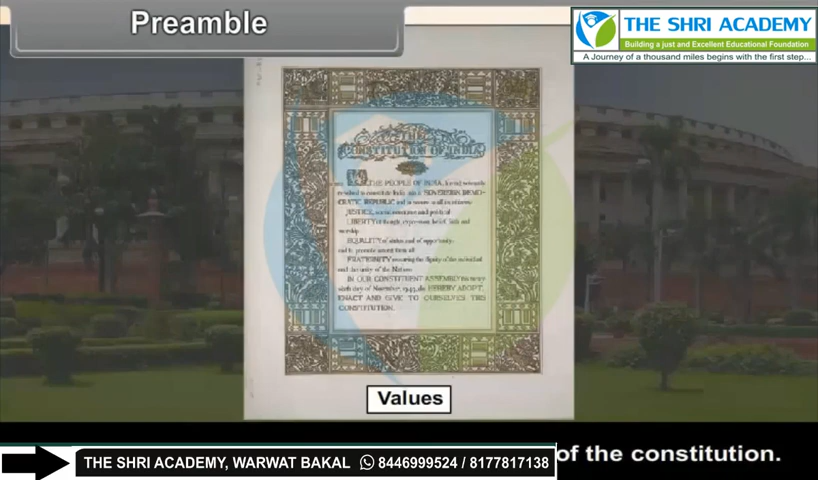 Preamble
THE SHRI ACADEMY
Building a just and Excellent Educational Foundation
A Journey of a thousand miles begins with the first step...
THE
CONSTITUTION OF INDIA
WE, THE PEOPLE OF INDIA, having solemnly
resolved to constitute India into a SOVEREIGN DEMO-
CRATIC REPUBLIC and to secure to all its citizens:
JUSTICE, social, economic and political;
LIBERTY of thought, expression, belief, faith and
worship;
EQUALITY of status and of opportunity;
and to promote among them all
FRATERNITY assuring the dignity of the individual
and the unity of the Nation;
IN OUR CONSTITUENT ASSEMBLY this twenty-
sixth day of November, 1949, do HEREBY ADOPT,
ENACT AND GIVE TO OURSELVES THIS
CONSTITUTION.
Values
of the constitution.
THE SHRI ACADEMY, WARWAT BAKAL 8446999524 / 8177817138